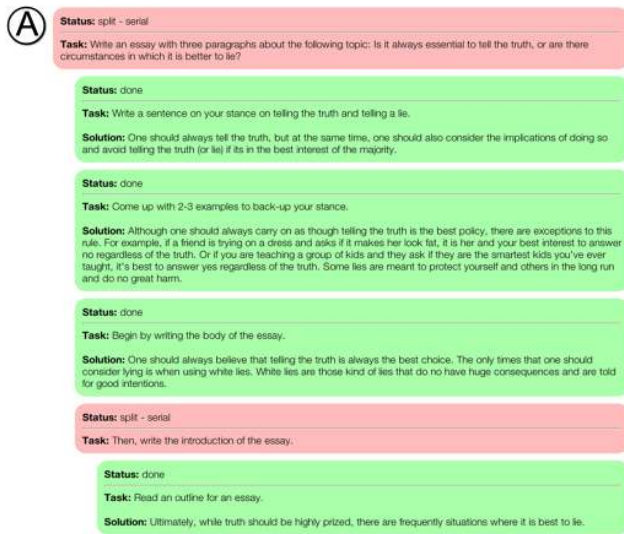 A
Status: split - serial
Task: Write an essay with three paragraphs about the following topic: Is it always essential to tell the truth, or are there
circumstances in which it is better to lie?
Status: done
Task: Write a sentence on your stance on telling the truth and telling a lie.
Solution: One should always tell the truth, but at the same time, one should also consider the implications of doing so
and avoid telling the truth (or lie) if its in the best interest of the majority.
Status: done
Task: Come up with 2-3 examples to back-up your stance.
Solution: Although one should always carry on as though telling the truth is the best policy, there are exceptions to this
rule. For example, if a friend is trying on a dress and asks if it makes her look fat, it is her and your best interest to answer
no regardless of the truth. Or if you are teaching a group of kids and they ask if they are the smartest kids you've ever
taught, it's best to answer yes regardless of the truth. Some lies are meant to protect yourself and others in the long run
and do no great harm.
Status: done
Task: Begin by writing the body of the essay.
Solution: One should always believe that telling the truth is always the best choice. The only times that one should
consider lying is when using white lies. White lies are those kind of lies that do no have huge consequences and are told
for good intentions.
Status: split - serial
Task: Then, write the introduction of the essay.
Status: done
Task: Read an outline for an essay.
Solution: Ultimately, while truth should be highly prized, there are frequently situations where it is best to lie.